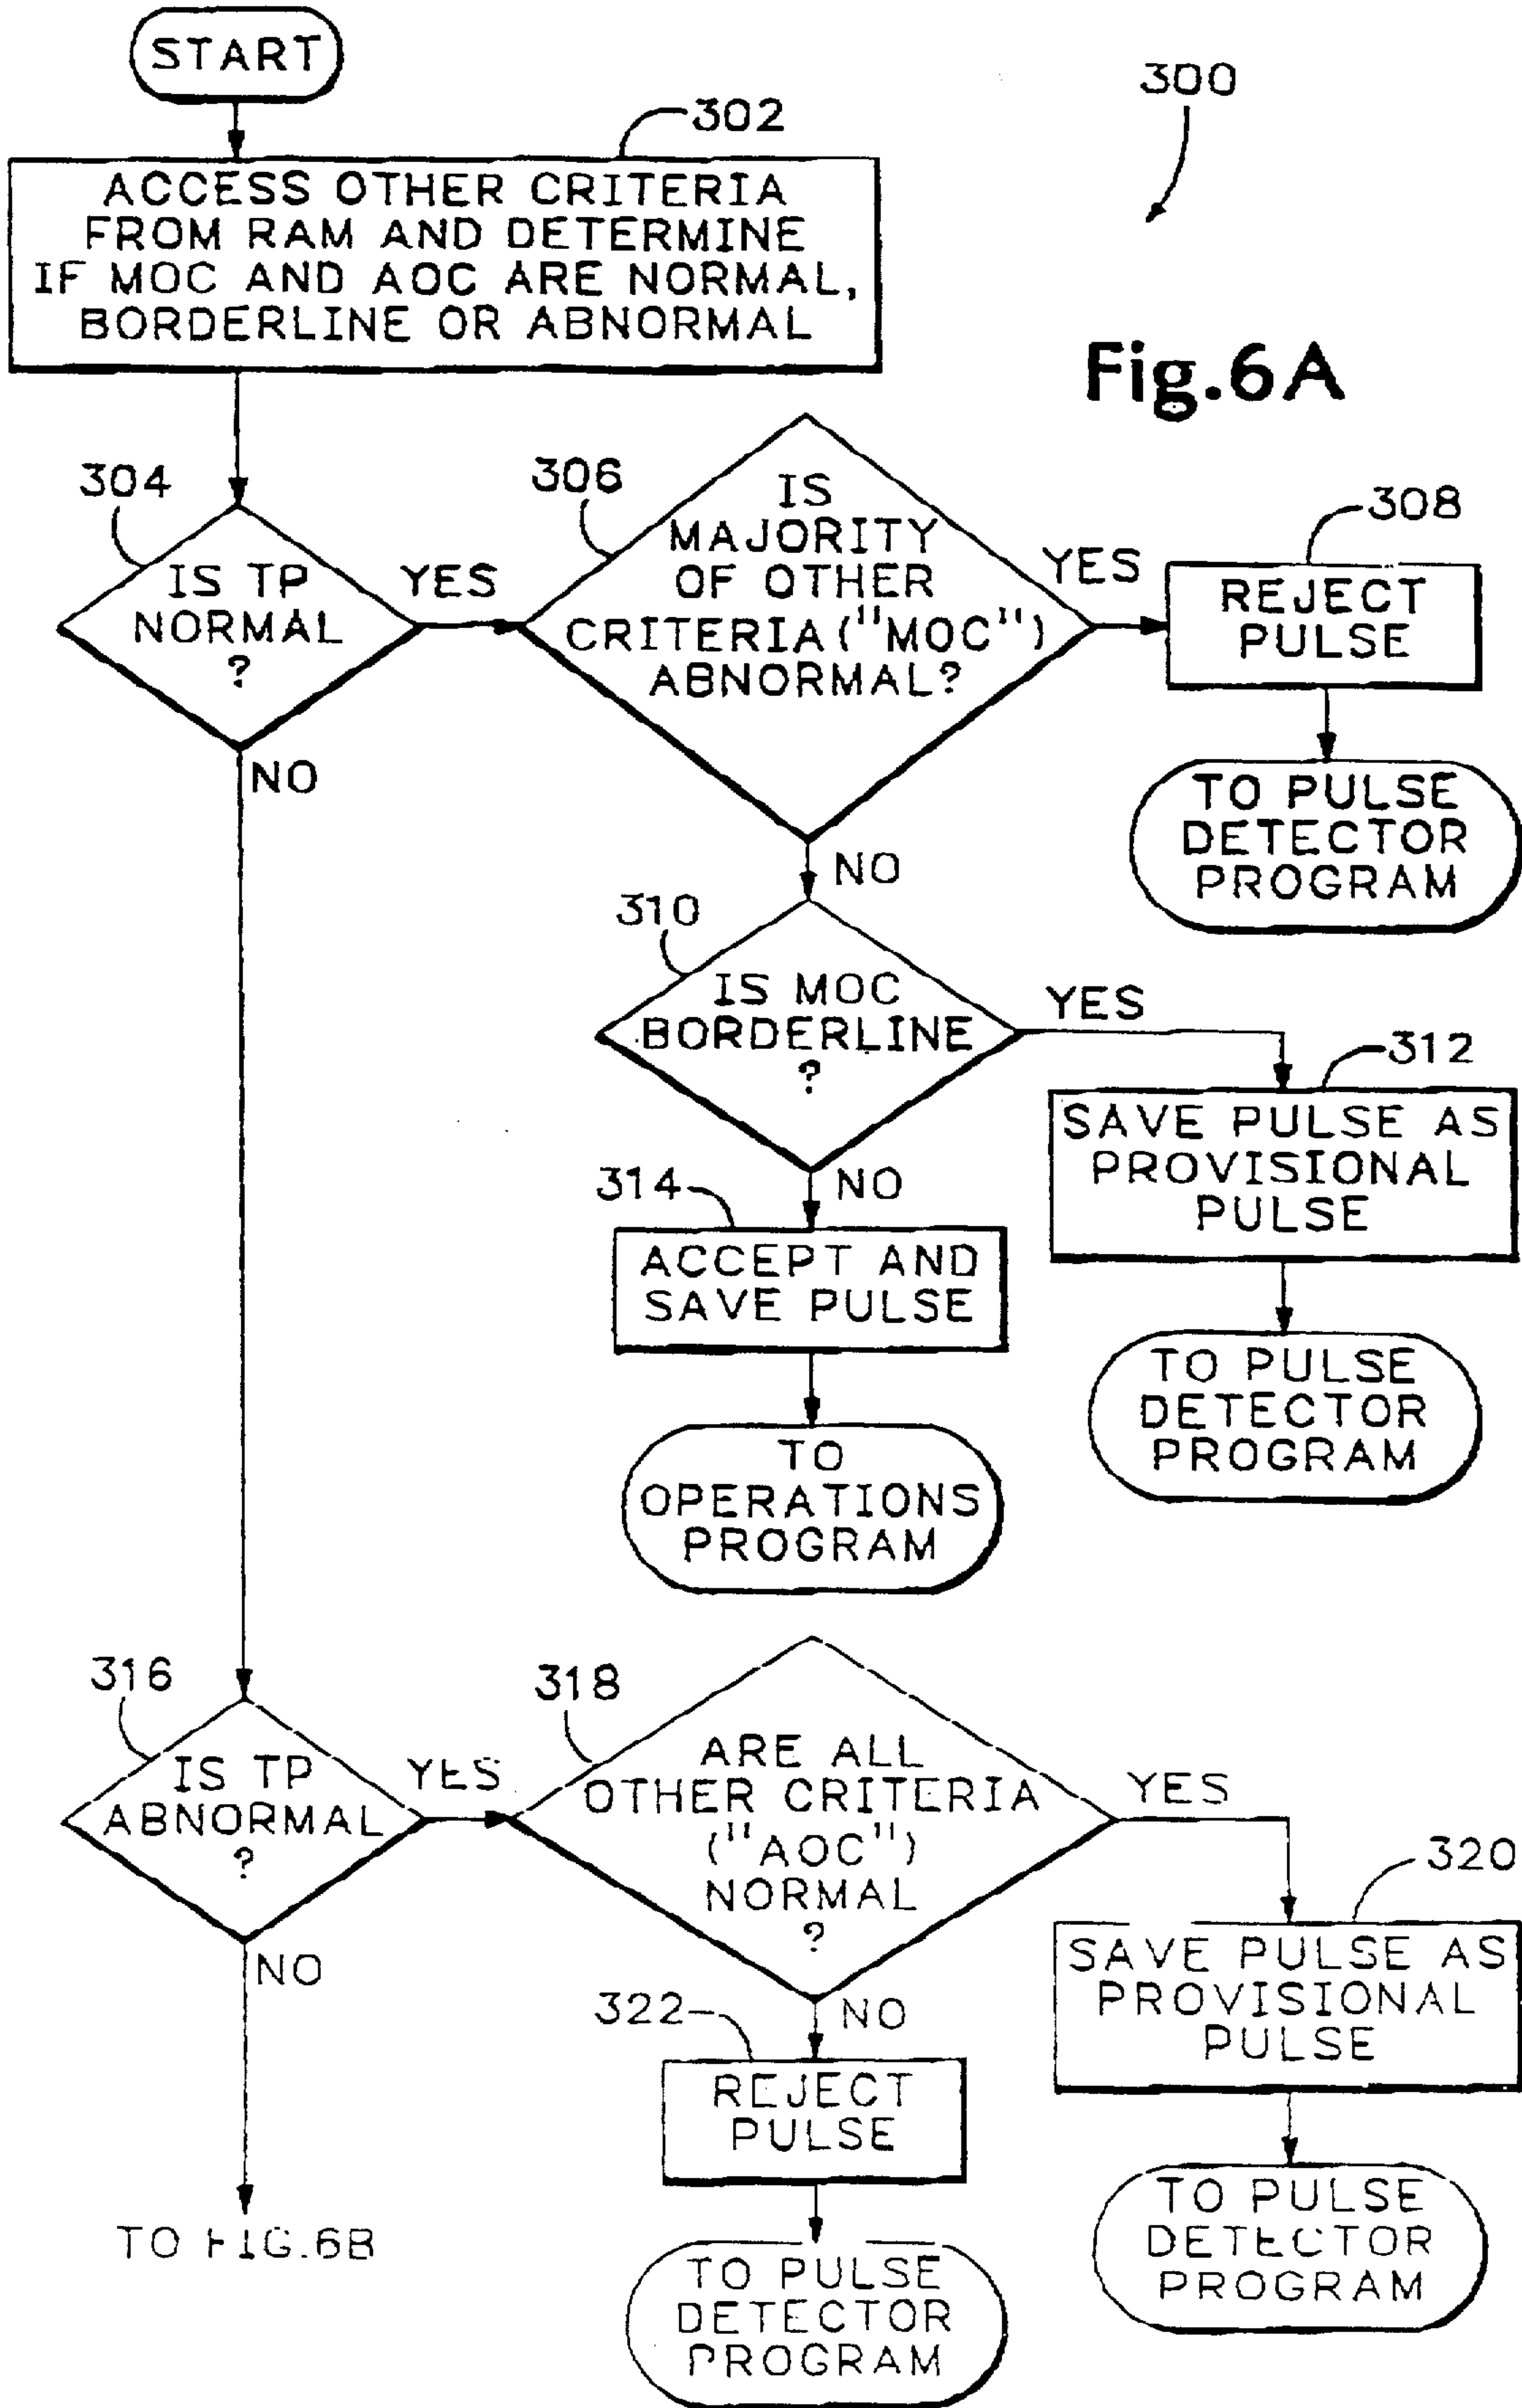 START
300
302
ACCESS OTHER CRITERIA
FROM RAM AND DETERMINE
IF MOC AND AOC ARE NORMAL,
BORDERLINE OR ABNORMAL
Fig.6A
304
IS TP
NORMAL
?
YES
NO
306
IS
MAJORITY
OF OTHER
CRITERIA ("MOC")
ABNORMAL?
YES
NO
308
REJECT
PULSE
TO PULSE
DETECTOR
PROGRAM
310
IS MOC
BORDERLINE
?
YES
NO
312
SAVE PULSE AS
PROVISIONAL
PULSE
TO PULSE
DETECTOR
PROGRAM
314
ACCEPT AND
SAVE PULSE
TO
OPERATIONS
PROGRAM
316
IS TP
ABNORMAL
?
YES
NO
TO FIG.6B
318
ARE ALL
OTHER CRITERIA
("AOC")
NORMAL
?
YES
NO
320
SAVE PULSE AS
PROVISIONAL
PULSE
TO PULSE
DETECTOR
PROGRAM
322
REJECT
PULSE
TO PULSE
DETECTOR
PROGRAM